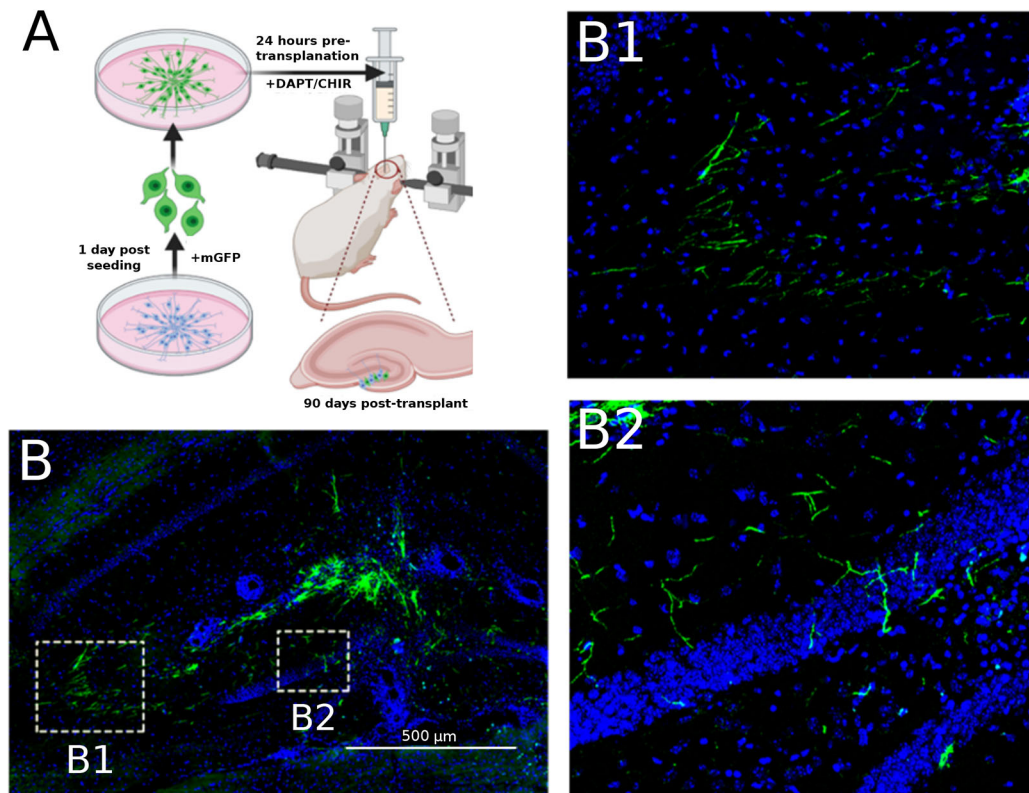 A
24 hours pre-
transplanation
+DAPT/CHIR
1 day post
seeding
+mGFP
90 days post-transplant
B
B1
B2
500 µm
B1
B2